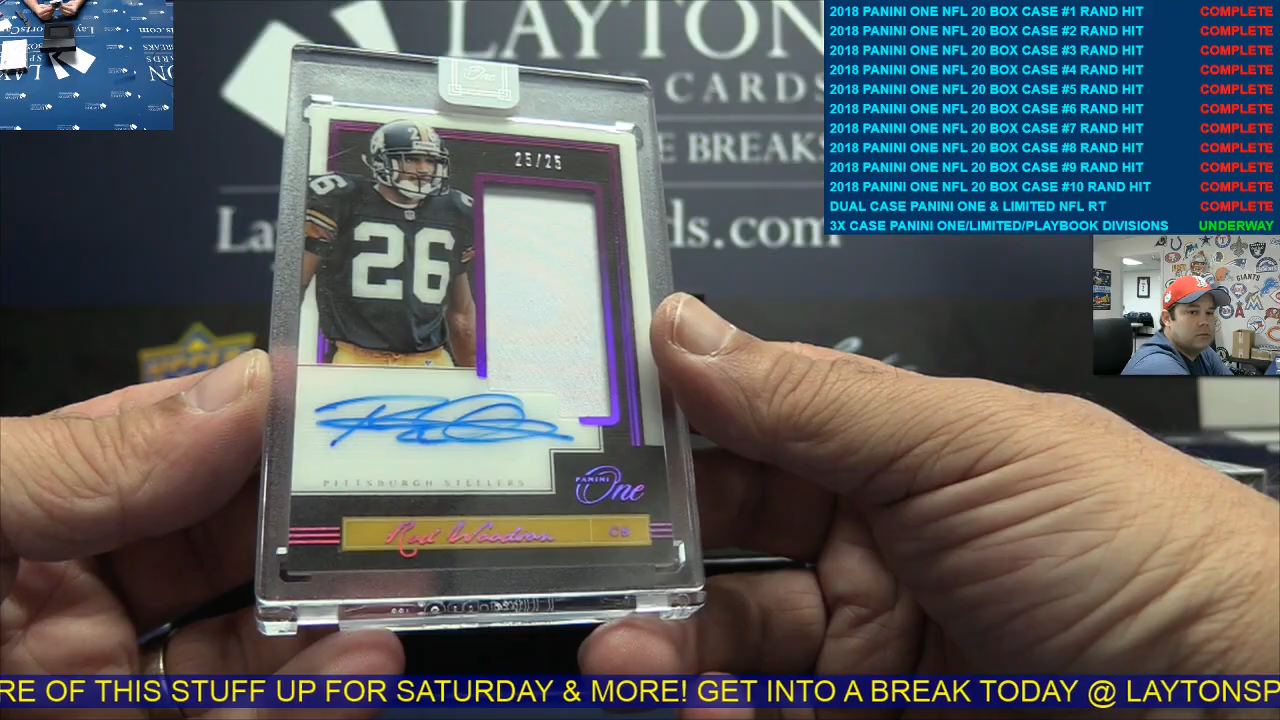 2018 PANINI ONE NFL 20 BOX CASE #1 RAND HIT COMPLETE
2018 PANINI ONE NFL 20 BOX CASE #2 RAND HIT COMPLETE
2018 PANINI ONE NFL 20 BOX CASE #3 RAND HIT COMPLETE
2018 PANINI ONE NFL 20 BOX CASE #4 RAND HIT COMPLETE
2018 PANINI ONE NFL 20 BOX CASE #5 RAND HIT COMPLETE
2018 PANINI ONE NFL 20 BOX CASE #6 RAND HIT COMPLETE
2018 PANINI ONE NFL 20 BOX CASE #7 RAND HIT COMPLETE
2018 PANINI ONE NFL 20 BOX CASE #8 RAND HIT COMPLETE
2018 PANINI ONE NFL 20 BOX CASE #9 RAND HIT COMPLETE
2018 PANINI ONE NFL 20 BOX CASE #10 RAND HIT COMPLETE
DUAL CASE PANINI ONE & LIMITED NFL RT COMPLETE
3X CASE PANINI ONE/LIMITED/PLAYBOOK DIVISIONS UNDERWAY
LAYTON
CARDS
E BREAKS
La ds.com
One
25/25
26
26
26
PITTSBURGH STEELERS
PANINI One
Rod Woodson CB
GIANTS
RE OF THIS STUFF UP FOR SATURDAY & MORE! GET INTO A BREAK TODAY @ LAYTONSP